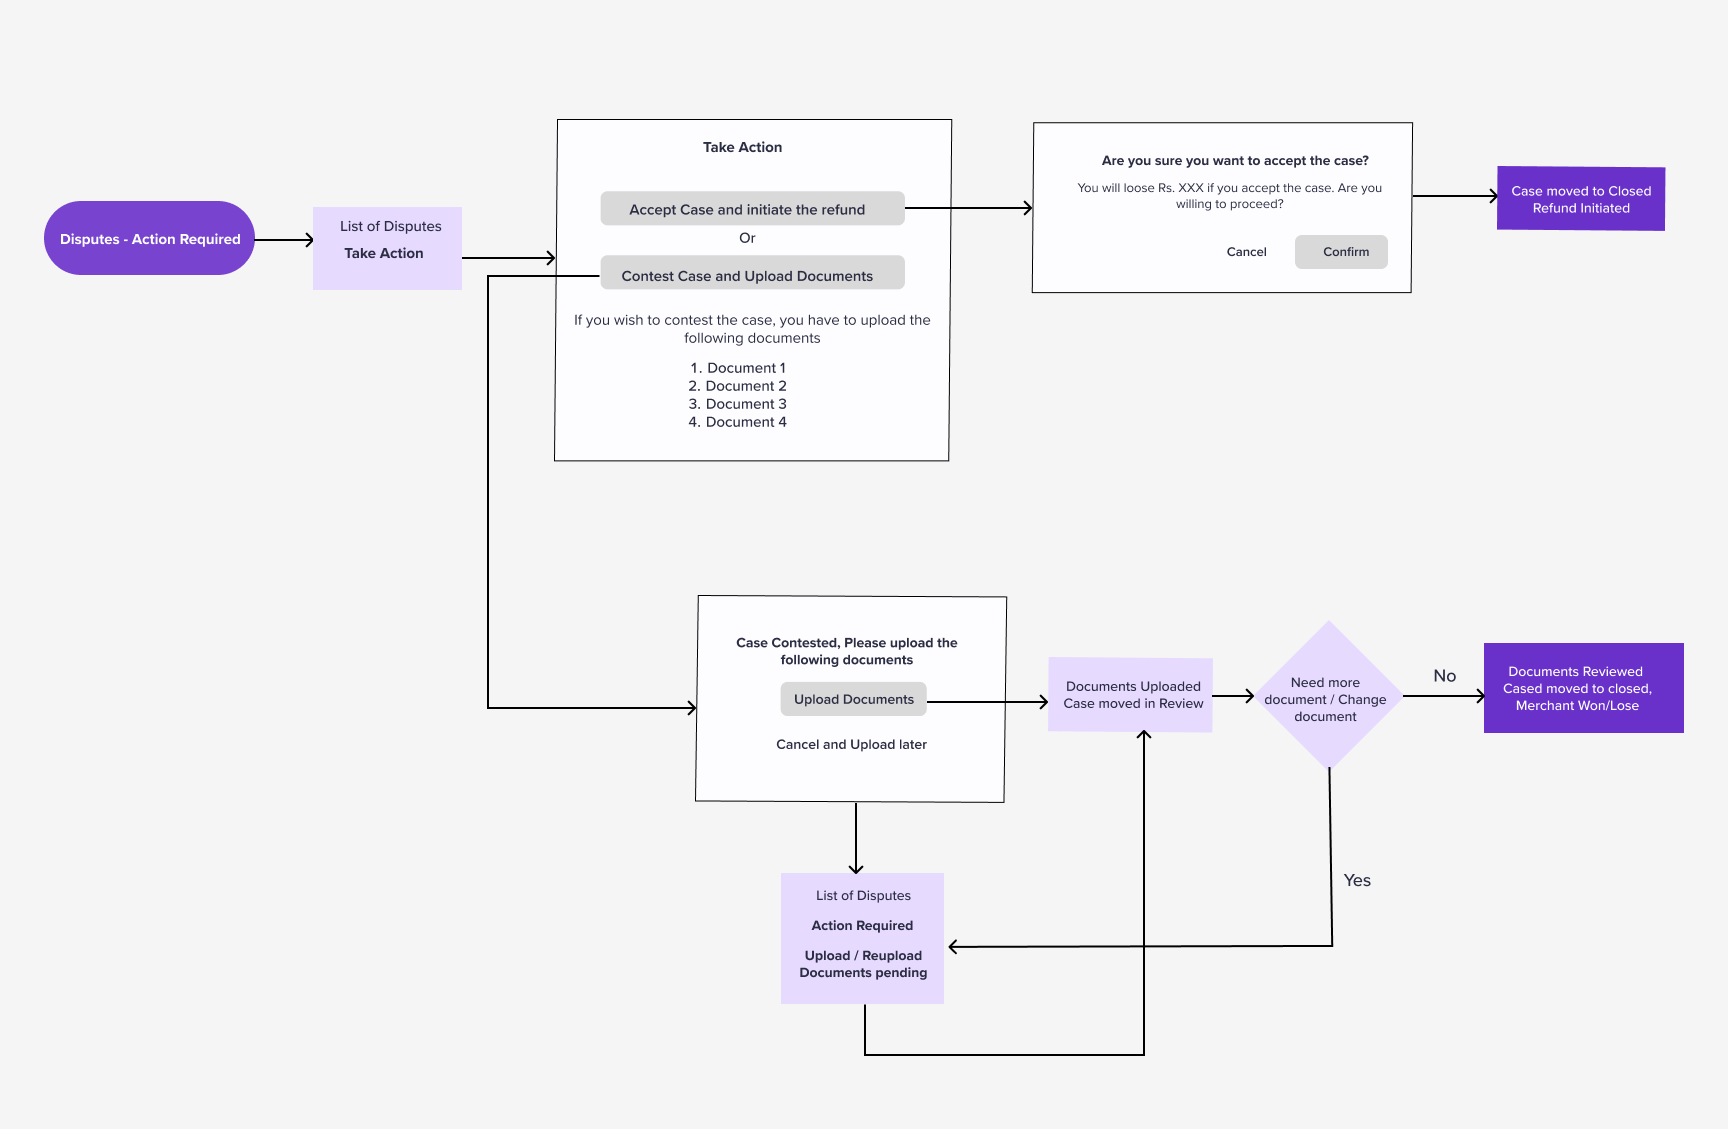 Disputes - Action Required
List of Disputes
Take Action
Take Action
Accept Case and initiate the refund
Or
Contest Case and Upload Documents
If you wish to contest the case, you have to upload the
following documents
1. Document 1
2. Document 2
3. Document 3
4. Document 4
Are you sure you want to accept the case?
You will loose Rs. XXX if you accept the case. Are you
willing to proceed?
Cancel
Confirm
Case moved to Closed
Refund Initiated
Case Contested, Please upload the
following documents
Upload Documents
Cancel and Upload later
Documents Uploaded
Case moved in Review
Need more
document / Change
document
No
Documents Reviewed
Cased moved to closed,
Merchant Won/Lose
Yes
List of Disputes
Action Required
Upload / Reupload
Documents pending